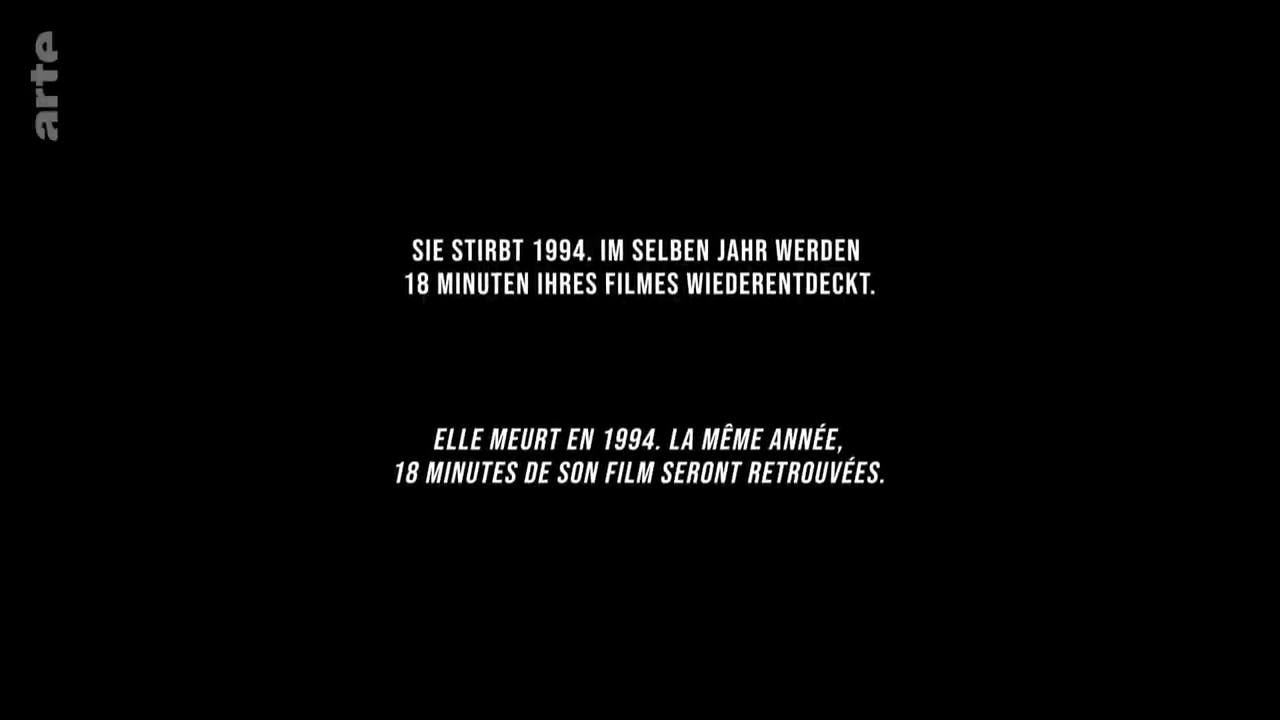 arte
SIE STIRBT 1994. IM SELBEN JAHR WERDEN
18 MINUTEN IHRES FILMES WIEDERENTDECKT.
ELLE MEURT EN 1994. LA MÊME ANNÉE,
18 MINUTES DE SON FILM SERONT RETROUVÉES.